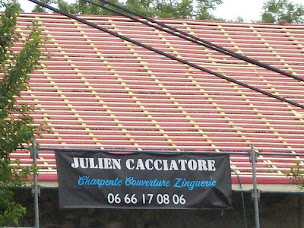 JULIEN CACCIATORE
Charpente Couverture Zinguerie
06 66 17 08 06